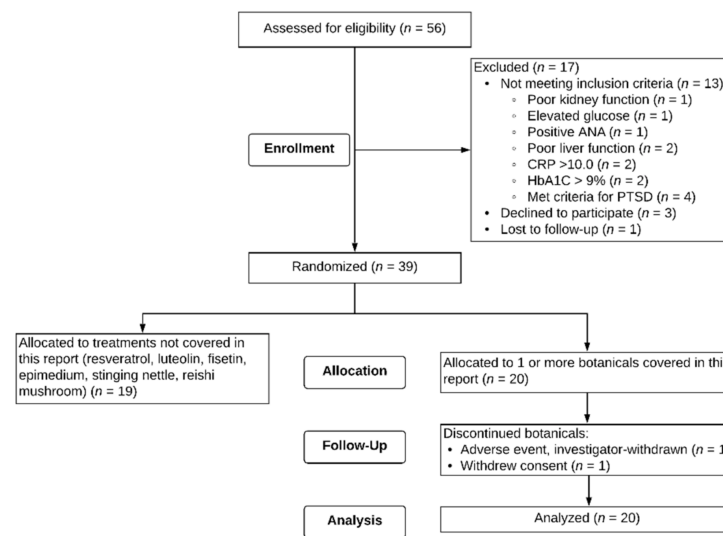 Assessed for eligibility (n = 56)
Excluded (n = 17)
• Not meeting inclusion criteria (n = 13)
◦ Poor kidney function (n = 1)
◦ Elevated glucose (n = 1)
◦ Positive ANA (n = 1)
◦ Poor liver function (n = 2)
◦ CRP >10.0 (n = 2)
◦ HbA1C > 9% (n = 2)
◦ Met criteria for PTSD (n = 4)
• Declined to participate (n = 3)
• Lost to follow-up (n = 1)
Enrollment
Randomized (n = 39)
Allocated to treatments not covered in
this report (resveratrol, luteolin, fisetin,
epimedium, stinging nettle, reishi
mushroom) (n = 19)
Allocation
Allocated to 1 or more botanicals covered in this
report (n = 20)
Follow-Up
Discontinued botanicals:
• Adverse event, investigator-withdrawn (n = 1
• Withdrew consent (n = 1)
Analysis
Analyzed (n = 20)